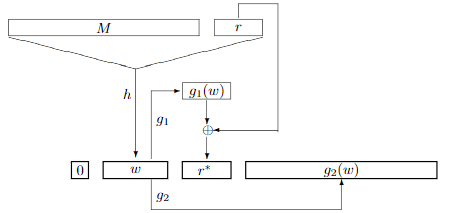 M r
h g₁(w)
g₁
⊕
0 w r* g₂(w)
g₂